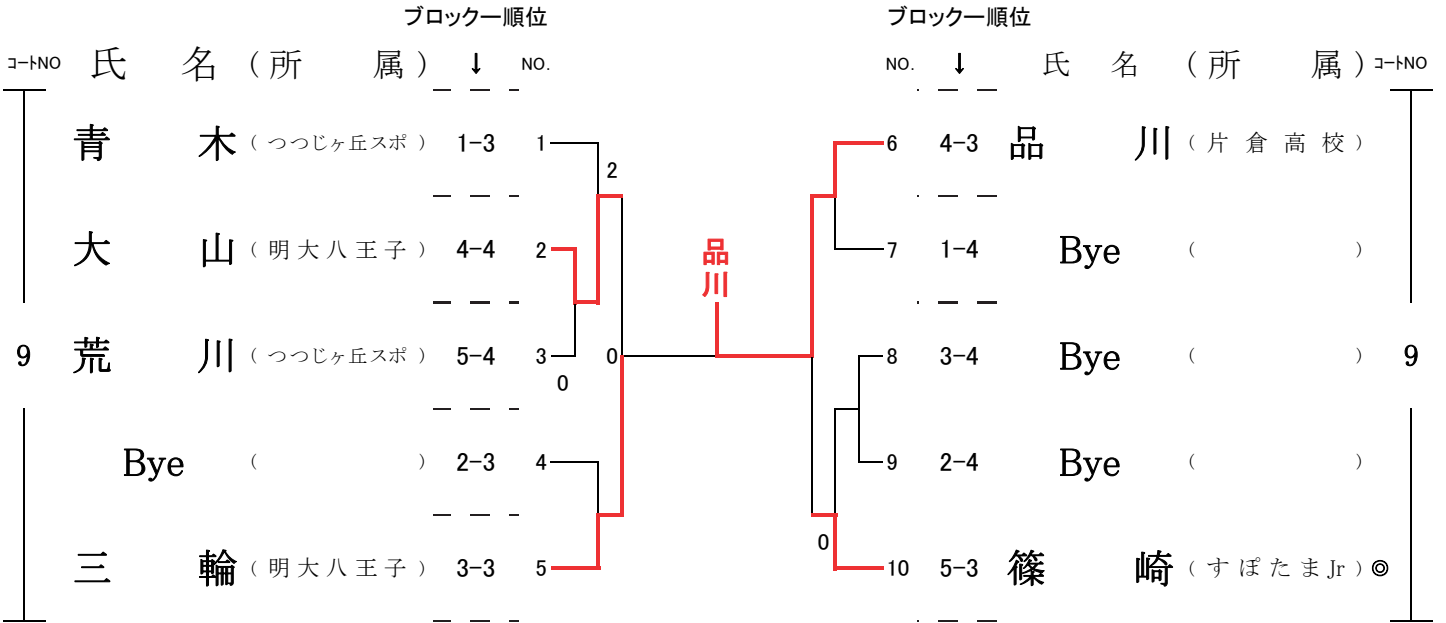 ブロックー順位 ブロックー順位
コートNO 氏 名 (所 属) ↓ NO. NO. ↓ 氏 名 (所 属) コートNO
青 木 (つつじヶ丘スポ) 1-3 1 6 4-3 品 川 (片倉高校)
2
大 山 (明大八王子) 4-4 2 品川 7 1-4 Bye ( )
9 荒 川 (つつじヶ丘スポ) 5-4 3 0 8 3-4 Bye ( ) 9
0
Bye ( ) 2-3 4 9 2-4 Bye ( )
0
三 輪 (明大八王子) 3-3 5 10 5-3 篠 崎 (すぽたまJr) ◎